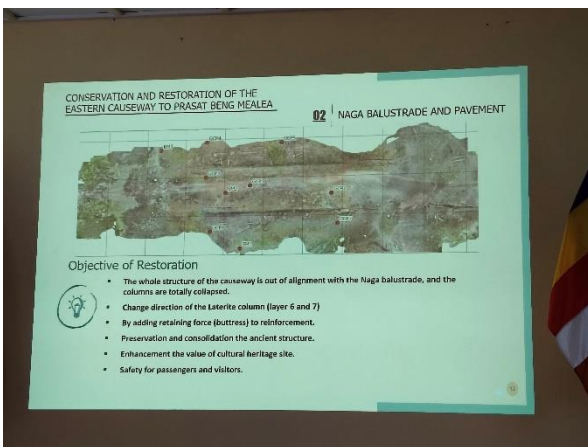 CONSERVATION AND RESTORATION OF THE
EASTERN CAUSEWAY TO PRASAT BENG MEALEA
02 | NAGA BALUSTRADE AND PAVEMENT
Objective of Restoration
• The whole structure of the causeway is out of alignment with the Naga balustrade, and the
columns are totally collapsed.
• Change direction of the Laterite column (layer 6 and 7)
• By adding retaining force (buttress) to reinforcement.
• Preservation and consolidation the ancient structure.
• Enhancement the value of cultural heritage site.
• Safety for passengers and visitors.